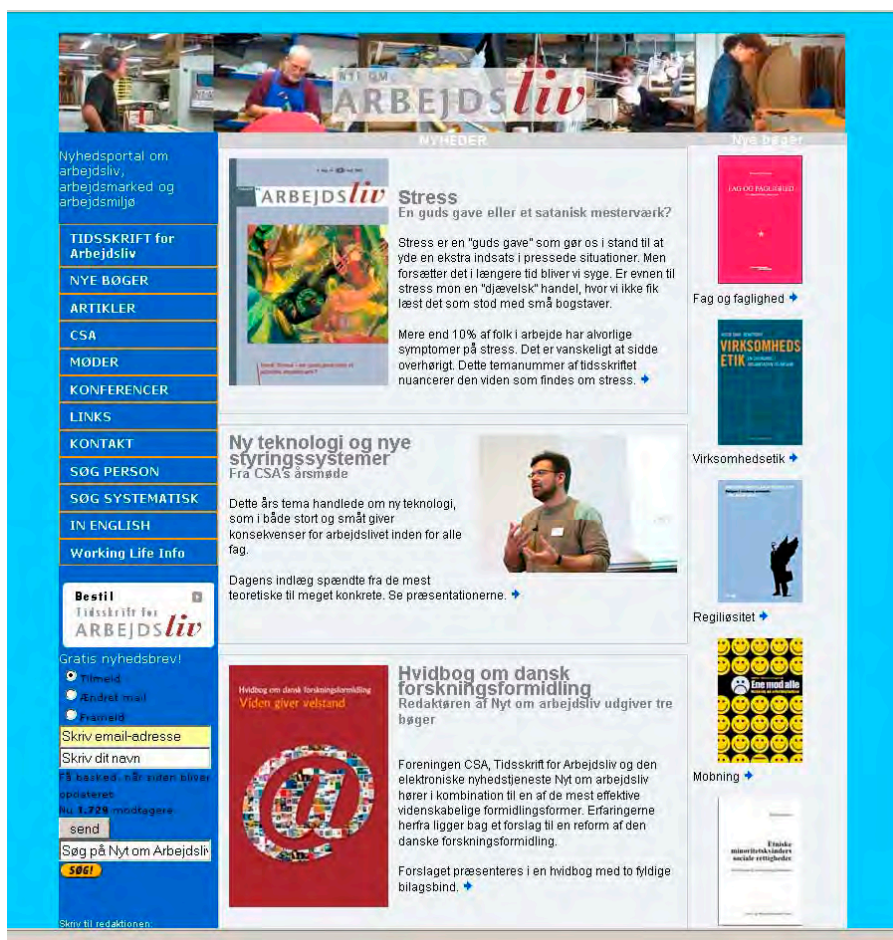 NYT OM
ARBEJDSliv
Nyhedsportal om
arbejdsliv,
arbejdsmarked og
arbejdsmiljø
TIDSSKRIFT for
Arbejdsliv
NYE BØGER
ARTIKLER
CSA
MØDER
KONFERENCER
LINKS
KONTAKT
SØG PERSON
SØG SYSTEMATISK
IN ENGLISH
Working Life Info
Bestil
Tidsskrift for
ARBEJDSliv
Gratis nyhedsbrev!
Tilmeld
Ændret mail
Frameld
Skriv email-adresse
Skriv dit navn
Få besked, når siden bliver
opdateret
Nu 1.729 modtagere
send
Søg på Nyt om Arbejdsliv
SØG!
Skriv til redaktionen:
NYHEDER
ARBEJDSliv
Stress
En guds gave eller et satanisk mesterværk?
Stress er en "guds gave" som gør os i stand til at
yde en ekstra indsats i pressede situationer. Men
forsætter det i længere tid bliver vi syge. Er evnen til
stress mon en "djævelsk" handel, hvor vi ikke fik
læst det som stod med små bogstaver.
Mere end 10% af folk i arbejde har alvorlige
symptomer på stress. Det er vanskeligt at sidde
overhørigt. Dette temanummer af tidsskriftet
nuancerer den viden som findes om stress.
Ny teknologi og nye
styringssystemer
Fra CSA's årsmøde
Dette års tema handlede om ny teknologi,
som i både stort og småt giver
konsekvenser for arbejdslivet inden for alle
fag.
Dagens indlæg spændte fra de mest
teoretiske til meget konkrete. Se præsentationerne.
Hvidbog om dansk forskningsformidling
Viden giver velstand
Hvidbog om dansk
forskningsformidling
Redaktøren af Nyt om arbejdsliv udgiver tre
bøger
Foreningen CSA, Tidsskrift for Arbejdsliv og den
elektroniske nyhedstjeneste Nyt om arbejdsliv
hører i kombination til en af de mest effektive
videnskabelige formidlingsformer. Erfaringerne
herfra ligger bag et forslag til en reform af den
danske forskningsformidling.
Forslaget præsenteres i en hvidbog med to fyldige
bilagsbind.
Nye bøger
FAG OG FAGLIGHED
Fag og faglighed
VIRKSOMHEDS
ETIK
Virksomhedsetik
Regiliøsitet
Ene mod alle
Mobning
Etniske
minoritetskvinders
sociale rettigheder